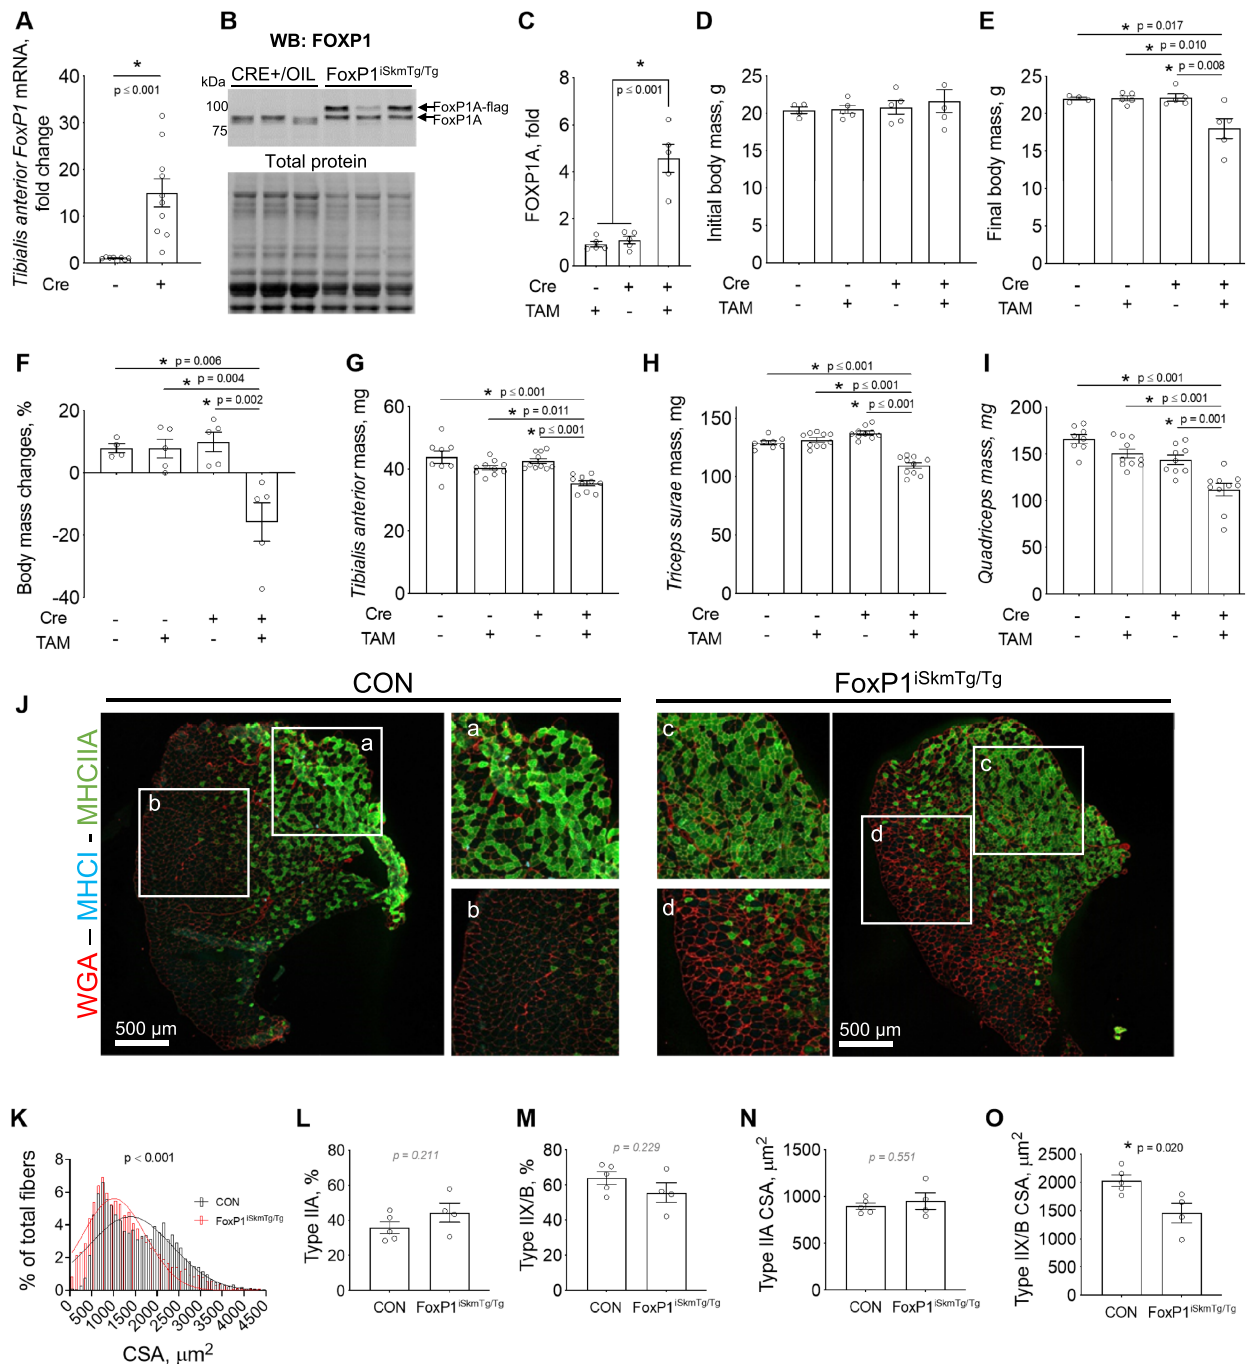 A
Tibialis anterior FoxP1 mRNA,
fold change
40
30
20
10
0
*
p ≤ 0.001
Cre - +
B
WB: FOXP1
kDa
CRE+/OIL FoxP1iSkmTg/Tg
100
75
FoxP1A-flag
FoxP1A
Total protein
C
FOXP1A, fold
8
6
4
2
0
*
p ≤ 0.001
Cre - + +
TAM + - +
D
Initial body mass, g
25
20
15
10
5
0
- - + +
- + - +
E
Final body mass, g
25
20
15
10
5
0
* p = 0.017
* p = 0.010
* p = 0.008
- - + +
- + - +
F
Body mass changes, %
20
0
-20
-40
* p = 0.006
* p = 0.004
* p = 0.002
Cre - - + +
TAM - + - +
G
Tibialis anterior mass, mg
60
40
20
0
* p ≤ 0.001
* p = 0.011
* p ≤ 0.001
Cre - - + +
TAM - + - +
H
Triceps surae mass, mg
150
100
50
0
* p ≤ 0.001
* p ≤ 0.001
* p ≤ 0.001
Cre - - + +
TAM - + - +
I
Quadriceps mass, mg
200
150
100
50
0
* p ≤ 0.001
* p ≤ 0.001
* p = 0.001
Cre - - + +
TAM - + - +
J
CON
FoxP1iSkmTg/Tg
WGA – MHCI - MHCIIA
a
b
500 µm
a
b
c
d
c
d
500 µm
K
% of total fibers
8
6
4
2
0
p < 0.001
CON
FoxP1iSkmTg/Tg
0 500 1000 1500 2000 2500 3000 3500 4000 4500
CSA, µm2
L
Type IIA, %
80
60
40
20
0
p = 0.211
CON FoxP1iSkmTg/Tg
M
Type IIX/B, %
80
60
40
20
0
p = 0.229
CON FoxP1iSkmTg/Tg
N
Type IIA CSA, µm2
1500
1000
500
0
p = 0.551
CON FoxP1iSkmTg/Tg
O
Type IIX/B CSA, µm2
2500
2000
1500
1000
500
0
* p = 0.020
CON FoxP1iSkmTg/Tg